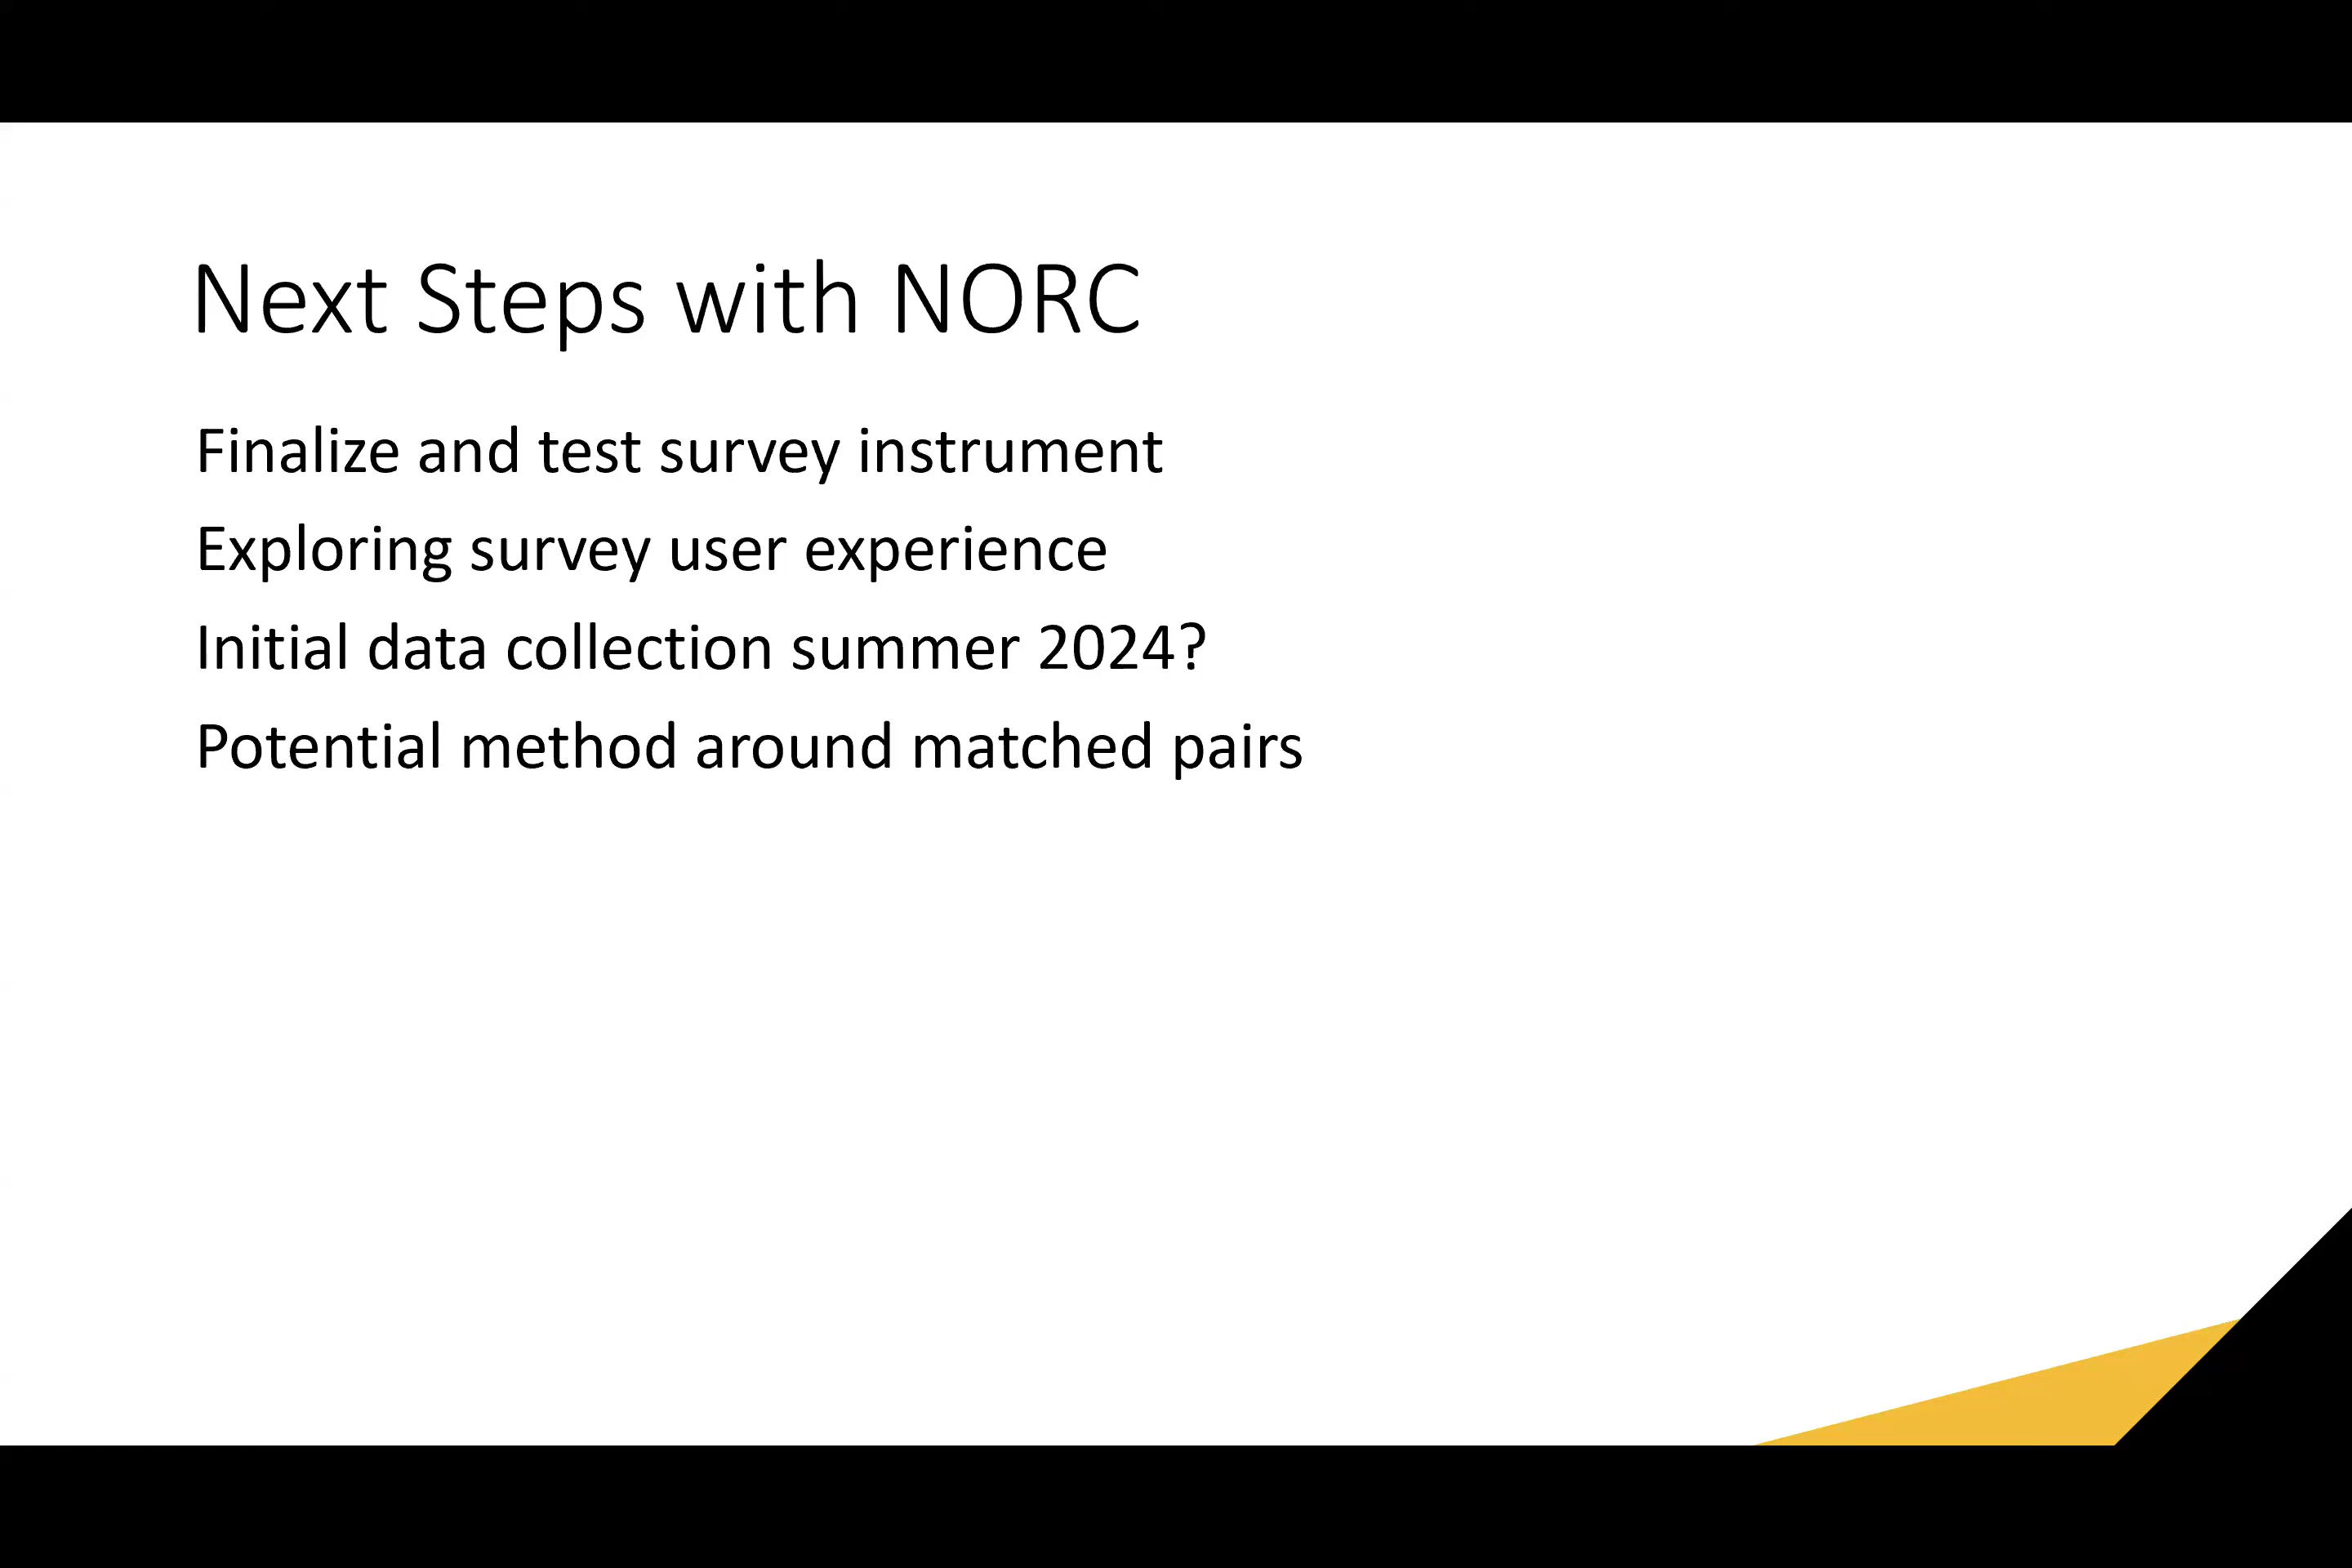 Next Steps with NORC
Finalize and test survey instrument
Exploring survey user experience
Initial data collection summer 2024?
Potential method around matched pairs